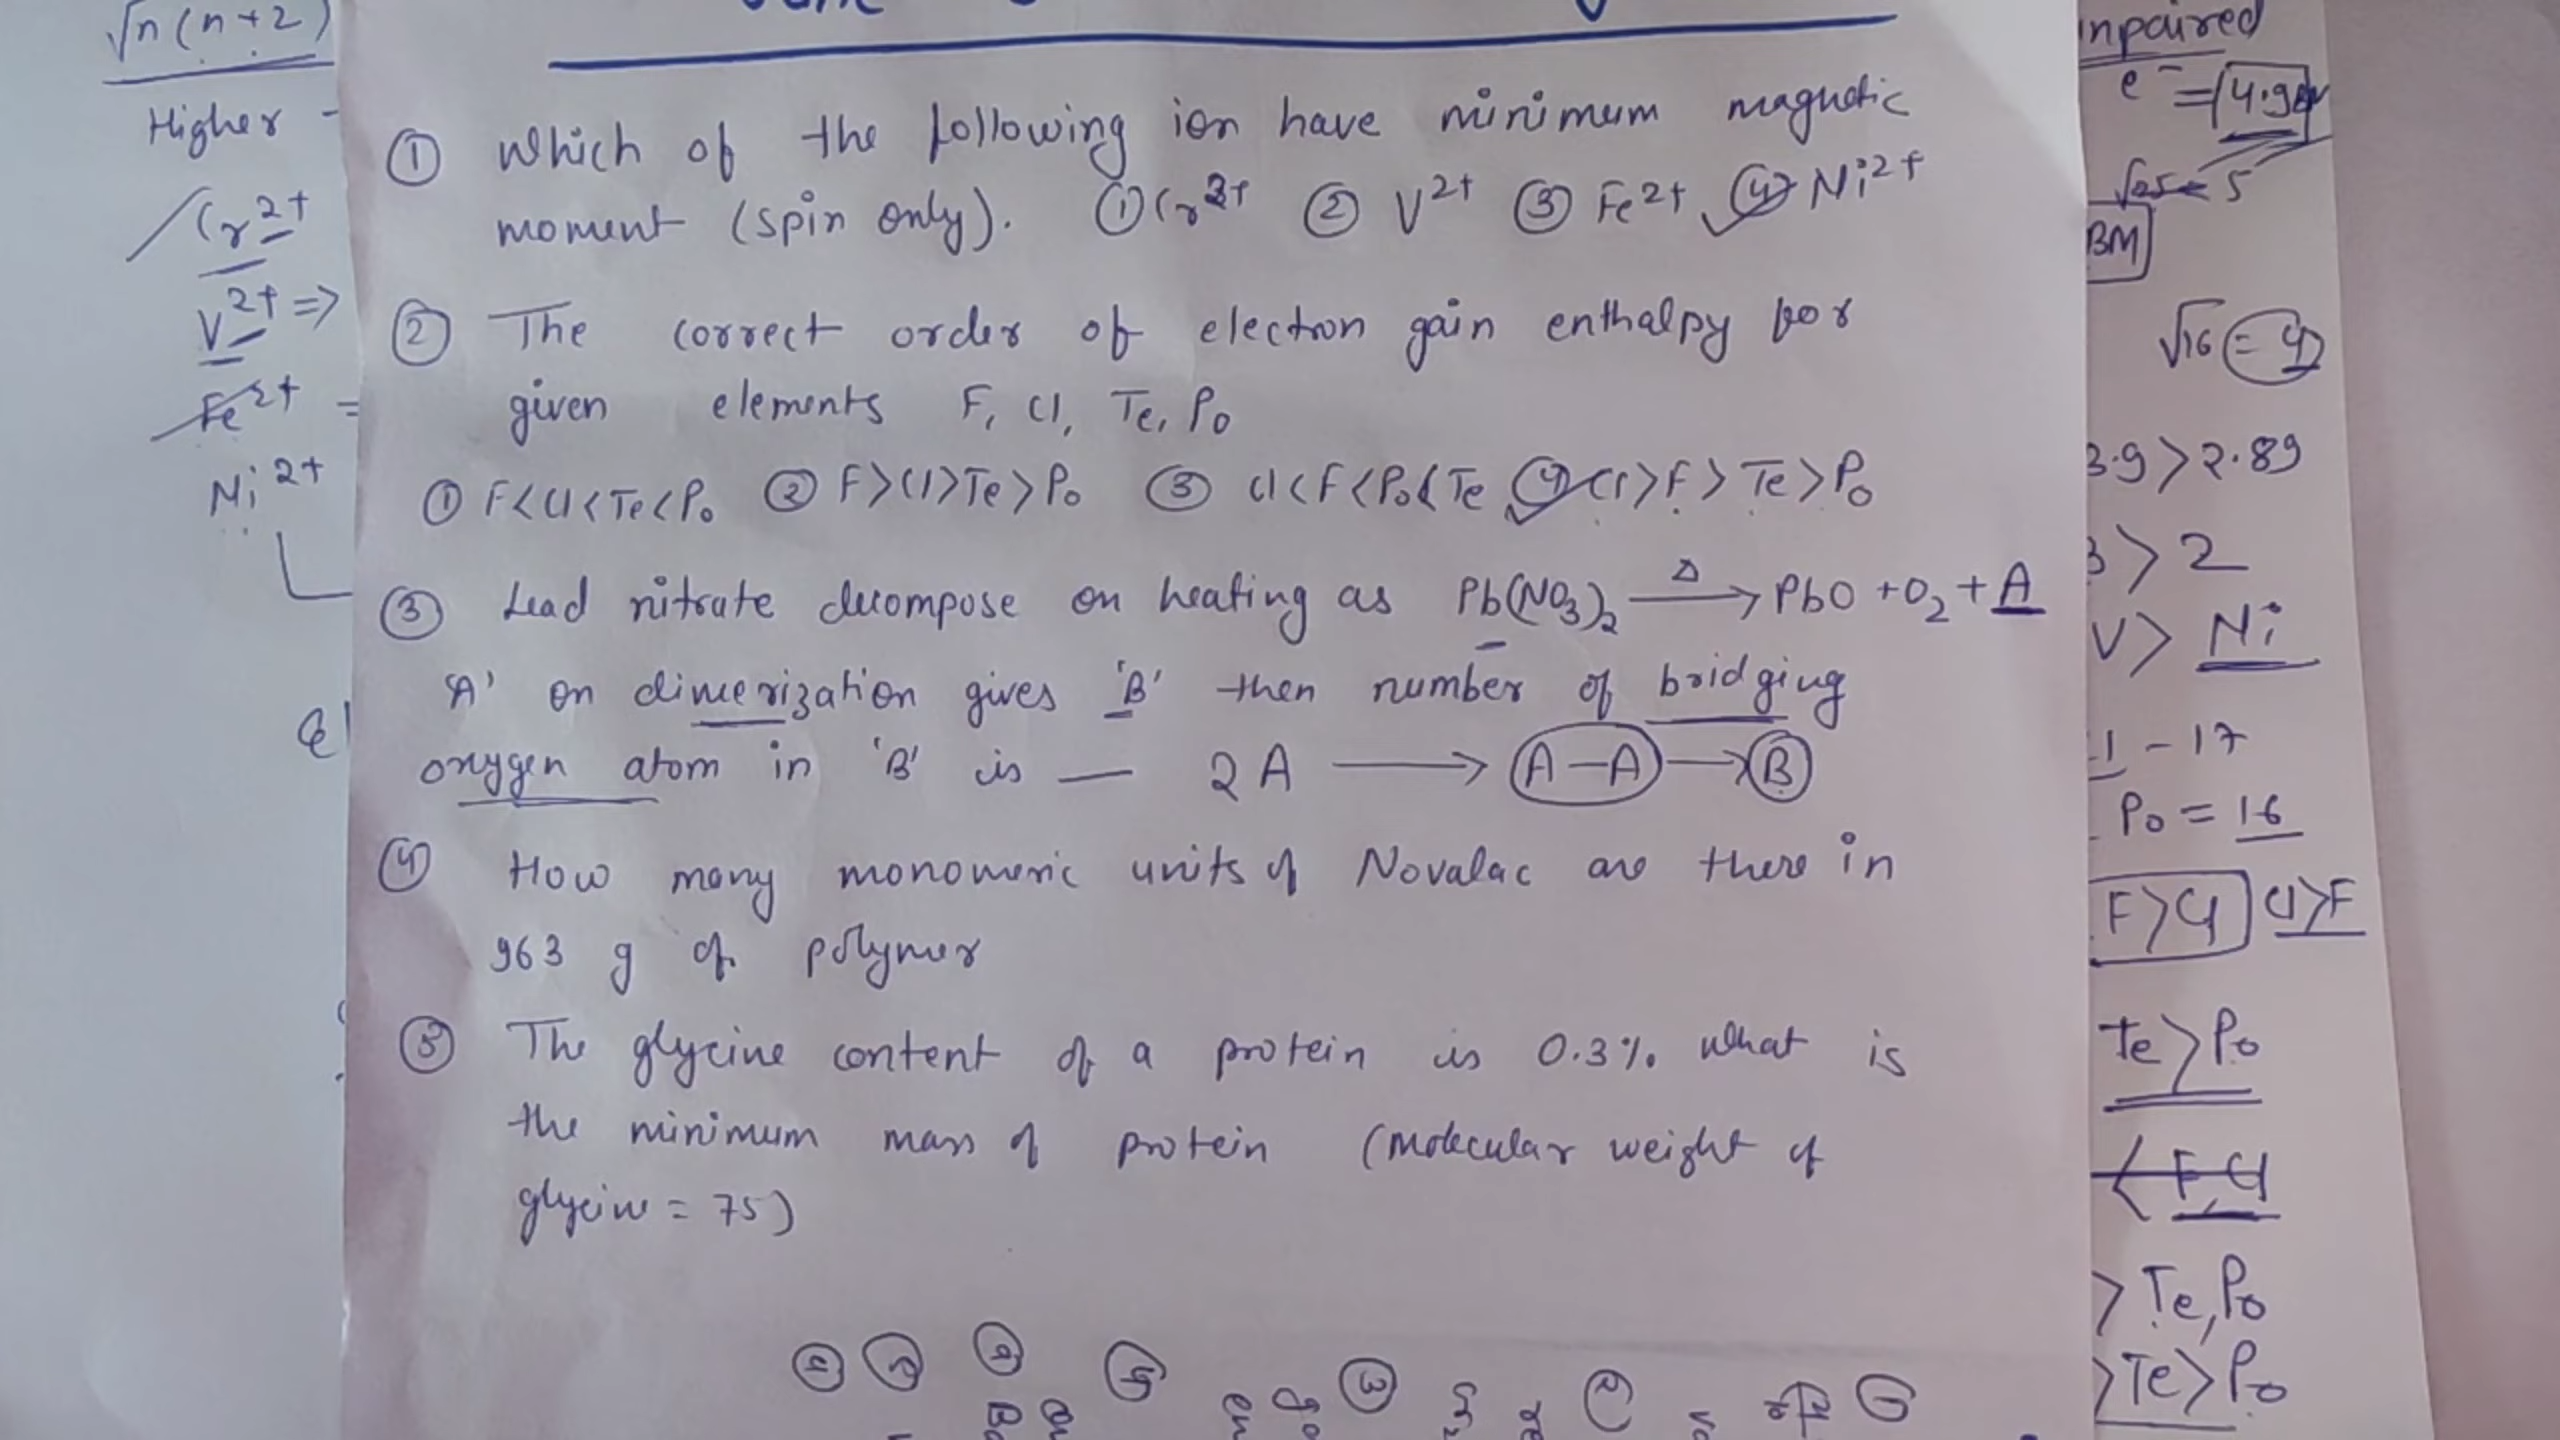 √n(n+2)
Higher -
Cr2+
V2+ =>
Fe2+ =
Ni2+
① Which of the following ion have minimum magnetic
moment (spin only). ① Cr2+ ② V2+ ③ Fe2+ ④ Ni2+
② The correct order of electron gain enthalpy for
given elements F, Cl, Te, Po
① F<Cl<Te<Po ② F>Cl>Te>Po ③ Cl<F<Po<Te ④ Cl>F>Te>Po
③ Lead nitrate decompose on heating as Pb(NO3)2 —Δ→ PbO + O2 + A
'A' on dimerization gives 'B' then number of bridging
oxygen atom in 'B' is — 2A → A-A → B
④ How many monomeric units of Novalac are there in
963 g of polymer
⑤ The glycine content of a protein is 0.3%. What is
the minimum mass of protein (Molecular weight of
glycine = 75)
npaired
e- = 4.9
√25 < 5
BM
√16 = 4
3.9 > 2.89
3 > 2
V > Ni
- 17
Po = 16
F>Cl Cl>F
Te>Po
< F, Cl
> Te, Po
>Te>Po